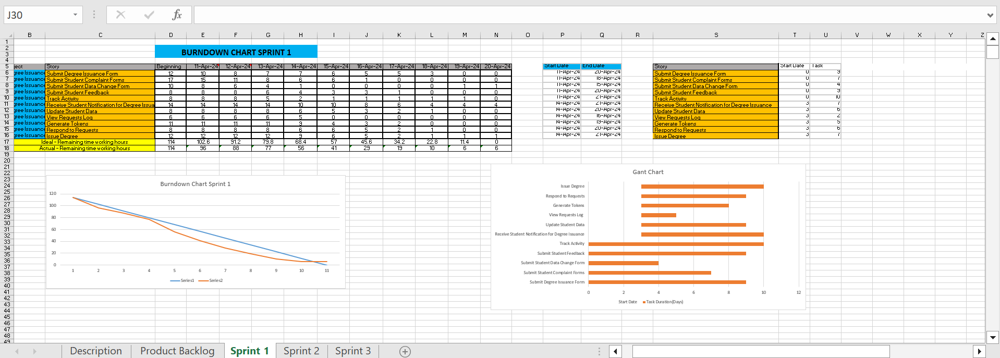 J30
fx
B C D E F G H I J K L M N O P Q R S T U V W X Y Z
1
2
BURNDOWN CHART SPRINT 1
3
4
5 ject Story Beginning 11-Apr-24 12-Apr-24 13-Apr-24 14-Apr-24 15-Apr-24 16-Apr-24 17-Apr-24 18-Apr-24 19-Apr-24 20-Apr-24 Start Date End Date Story Start Date Task
6 gree Issuanc Submit Degree Issuance Form 12 10 8 7 7 6 5 5 3 0 0 11-Apr-24 20-Apr-24 Submit Degree Issuance Form 0 9
7 gree Issuanc Submit Student Complaint Forms 17 15 11 8 6 6 1 0 0 0 0 11-Apr-24 18-Apr-24 Submit Student Complaint Forms 0 7
8 gree Issuanc Submit Student Data Change Form 10 8 6 4 1 0 0 0 0 1 1 11-Apr-24 15-Apr-24 Submit Student Data Change Form 0 4
9 gree Issuanc Submit Student Feedback 8 8 8 6 4 3 3 1 0 0 0 11-Apr-24 20-Apr-24 Submit Student Feedback 0 9
10 gree Issuanc Track Activity 8 8 8 5 2 1 1 1 1 1 0 11-Apr-24 21-Apr-24 Track Activity 0 10
11 gree Issuanc Receive Student Notification for Degree Issua 14 14 14 14 10 10 8 6 4 4 4 14-Apr-24 21-Apr-24 Receive Student Notification for Degree Issuance 3 7
12 gree Issuanc Update Student Data 8 8 8 8 6 5 3 2 1 0 0 14-Apr-24 20-Apr-24 Update Student Data 3 6
13 gree Issuanc View Requests Log 6 6 6 6 5 0 0 0 0 0 0 14-Apr-24 16-Apr-24 View Requests Log 3 2
14 gree Issuanc Generate Tokens 11 11 11 11 9 4 3 2 0 0 0 14-Apr-24 19-Apr-24 Generate Tokens 3 5
15 gree Issuanc Respond to Requests 8 8 8 8 6 6 5 2 1 0 0 14-Apr-24 20-Apr-24 Respond to Requests 3 6
16 gree Issuanc Issue Degree 12 12 12 12 9 6 5 2 1 1 1 14-Apr-24 21-Apr-24 Issue Degree 3 7
17 Ideal - Remaining time working hours 114 102.6 91.2 79.8 68.4 57 45.6 34.2 22.8 11.4 0
18 Actual - Remaining time working hours 114 96 88 77 56 41 29 19 10 6 6
19
20
21
22
23
24
25
26
27
28
29
30
31
32
33
34
35
36
37
38
39
40
41
42
43
44
45
46
47
48
49
Burndown Chart Sprint 1
120
100
80
60
40
20
0
1 2 3 4 5 6 7 8 9 10 11
Series1 Series2
Gant Chart
Issue Degree
Respond to Requests
Generate Tokens
View Requests Log
Update Student Data
Receive Student Notification for Degree Issuance
Track Activity
Submit Student Feedback
Submit Student Data Change Form
Submit Student Complaint Forms
Submit Degree Issuance Form
0 2 4 6 8 10 12
Start Date Task Duration(Days)
Description Product Backlog Sprint 1 Sprint 2 Sprint 3